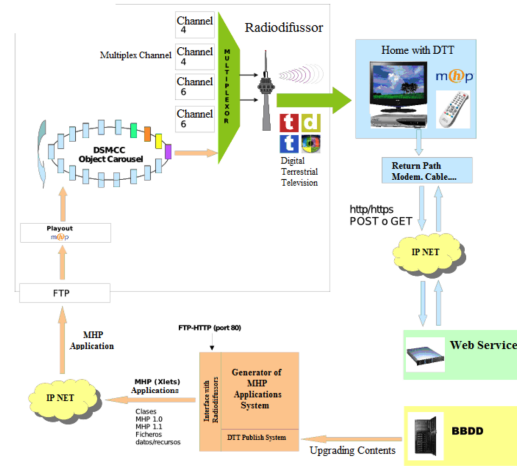 Channel
4
Radiodifussor
Multiplex Channel
Channel
4
Channel
6
Channel
6
MULTIPLEXOR
Home with DTT
m(h)p
DSMCC
Object Carousel
td
tt
Digital
Terrestrial
Television
Return Path
Modem. Cable....
http/https
POST o GET
Playout
m(h)p
IP NET
FTP
MHP
Application
FTP-HTTP (port 80)
Web Service
Interface with
Radiodifussors
Generator of
MHP
Applications
System
DTT Publish System
MHP (Xlets)
Applications
IP NET
Clases
MHP 1.0
MHP 1.1
Ficheros
datos/recursos
BBDD
Upgrading Contents